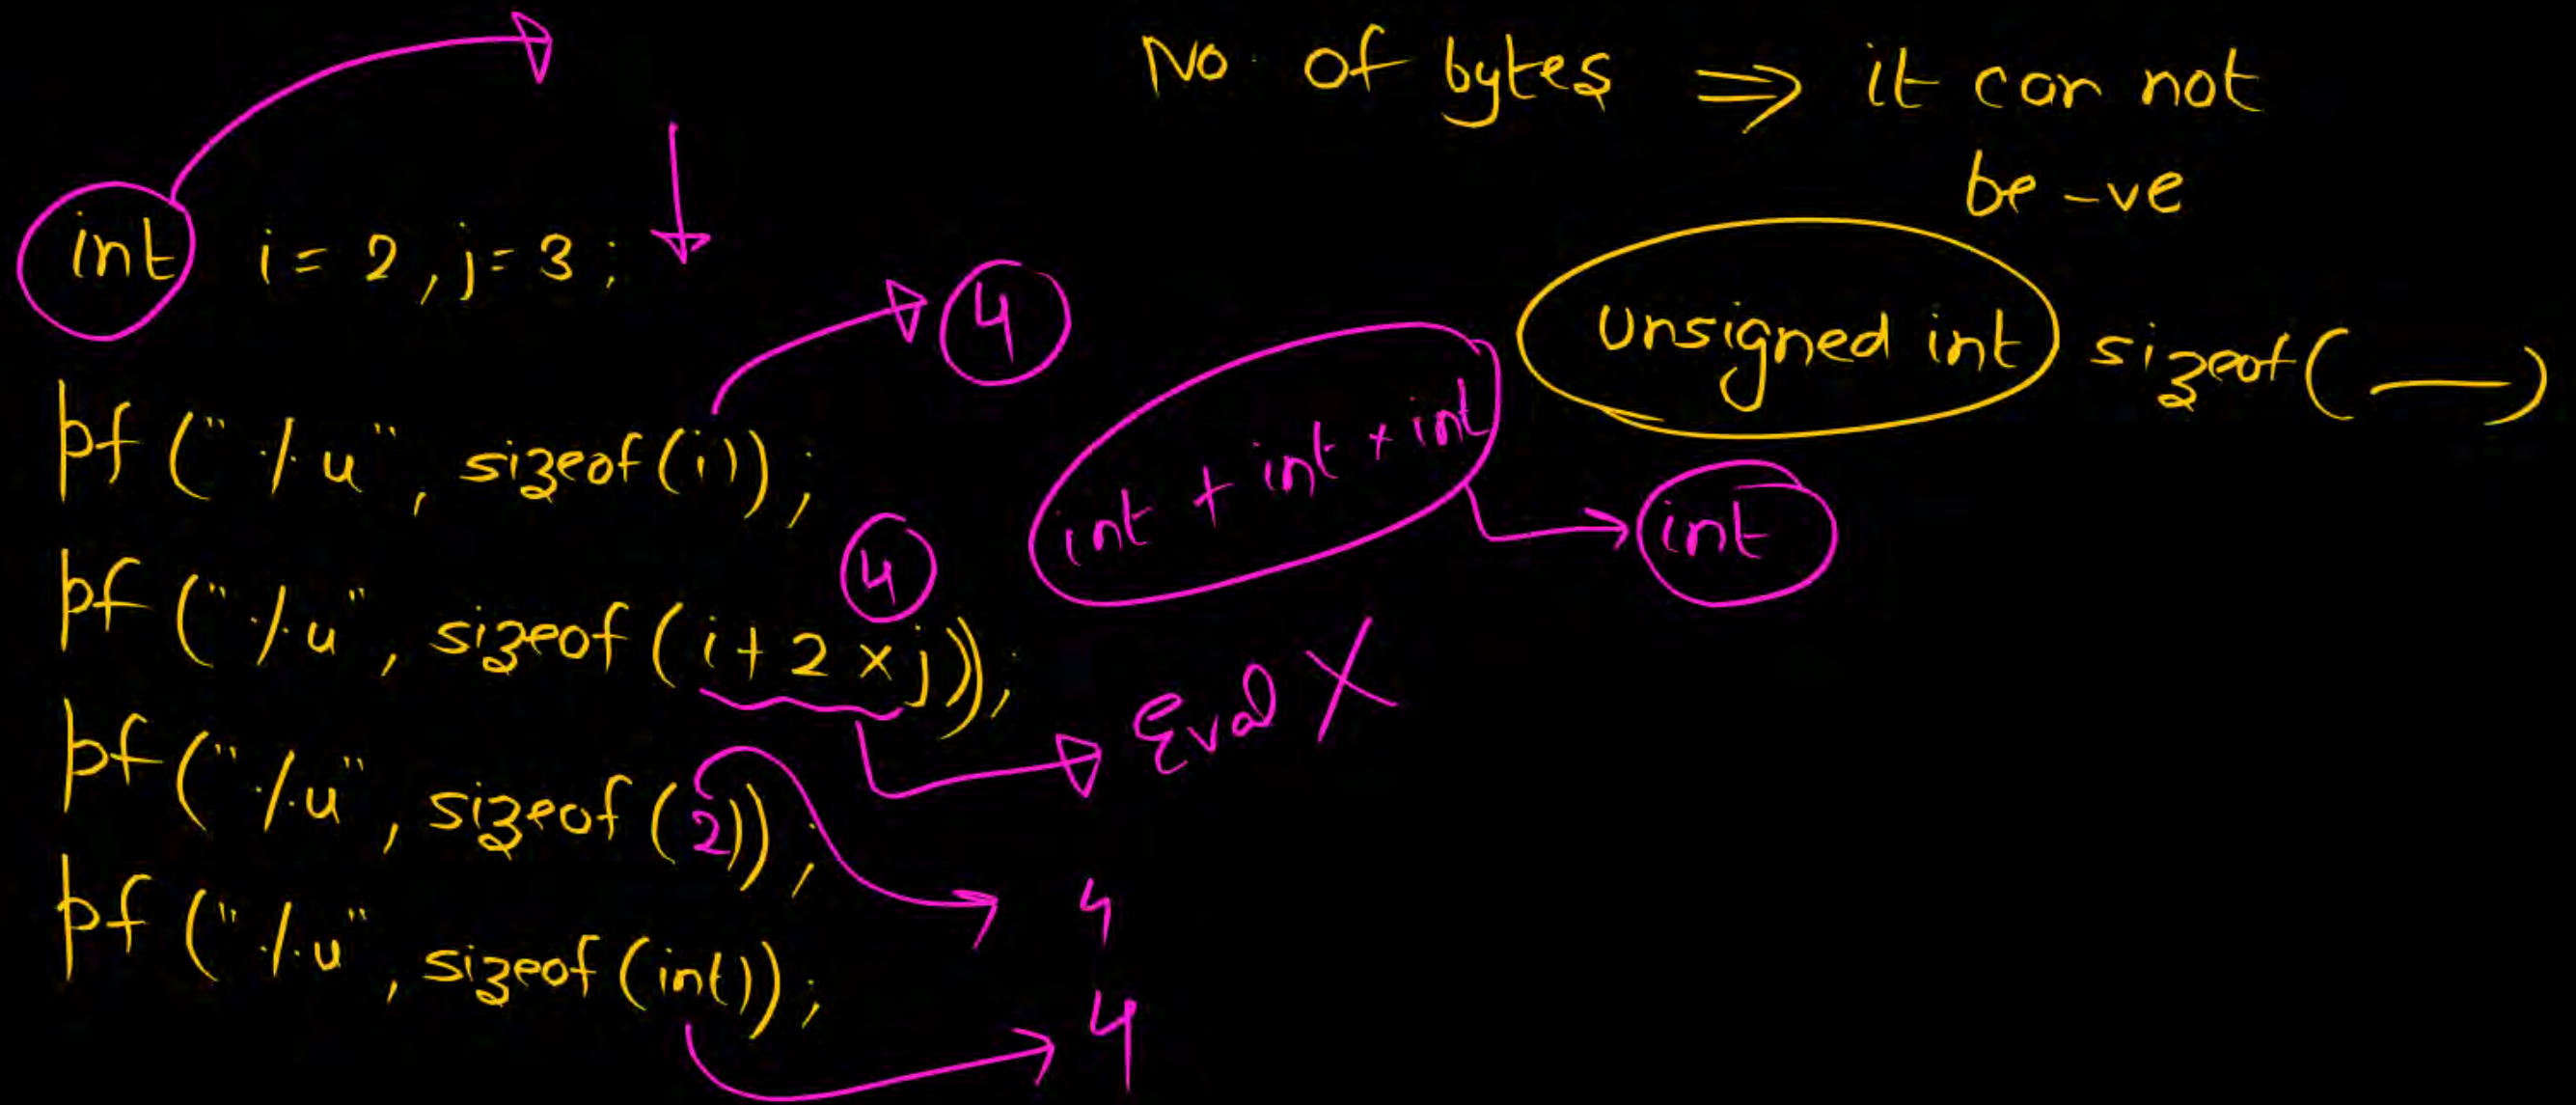 No. of bytes ⇒ it can not
be -ve
int i = 2, j = 3;
4
unsigned int sizeof( — )
pf ("%u", sizeof(i));
int + int + int → int
4
pf ("%u", sizeof(i + 2 × j));
Eval X
pf ("%u", sizeof(2));
4
pf ("%u", sizeof(int));
4